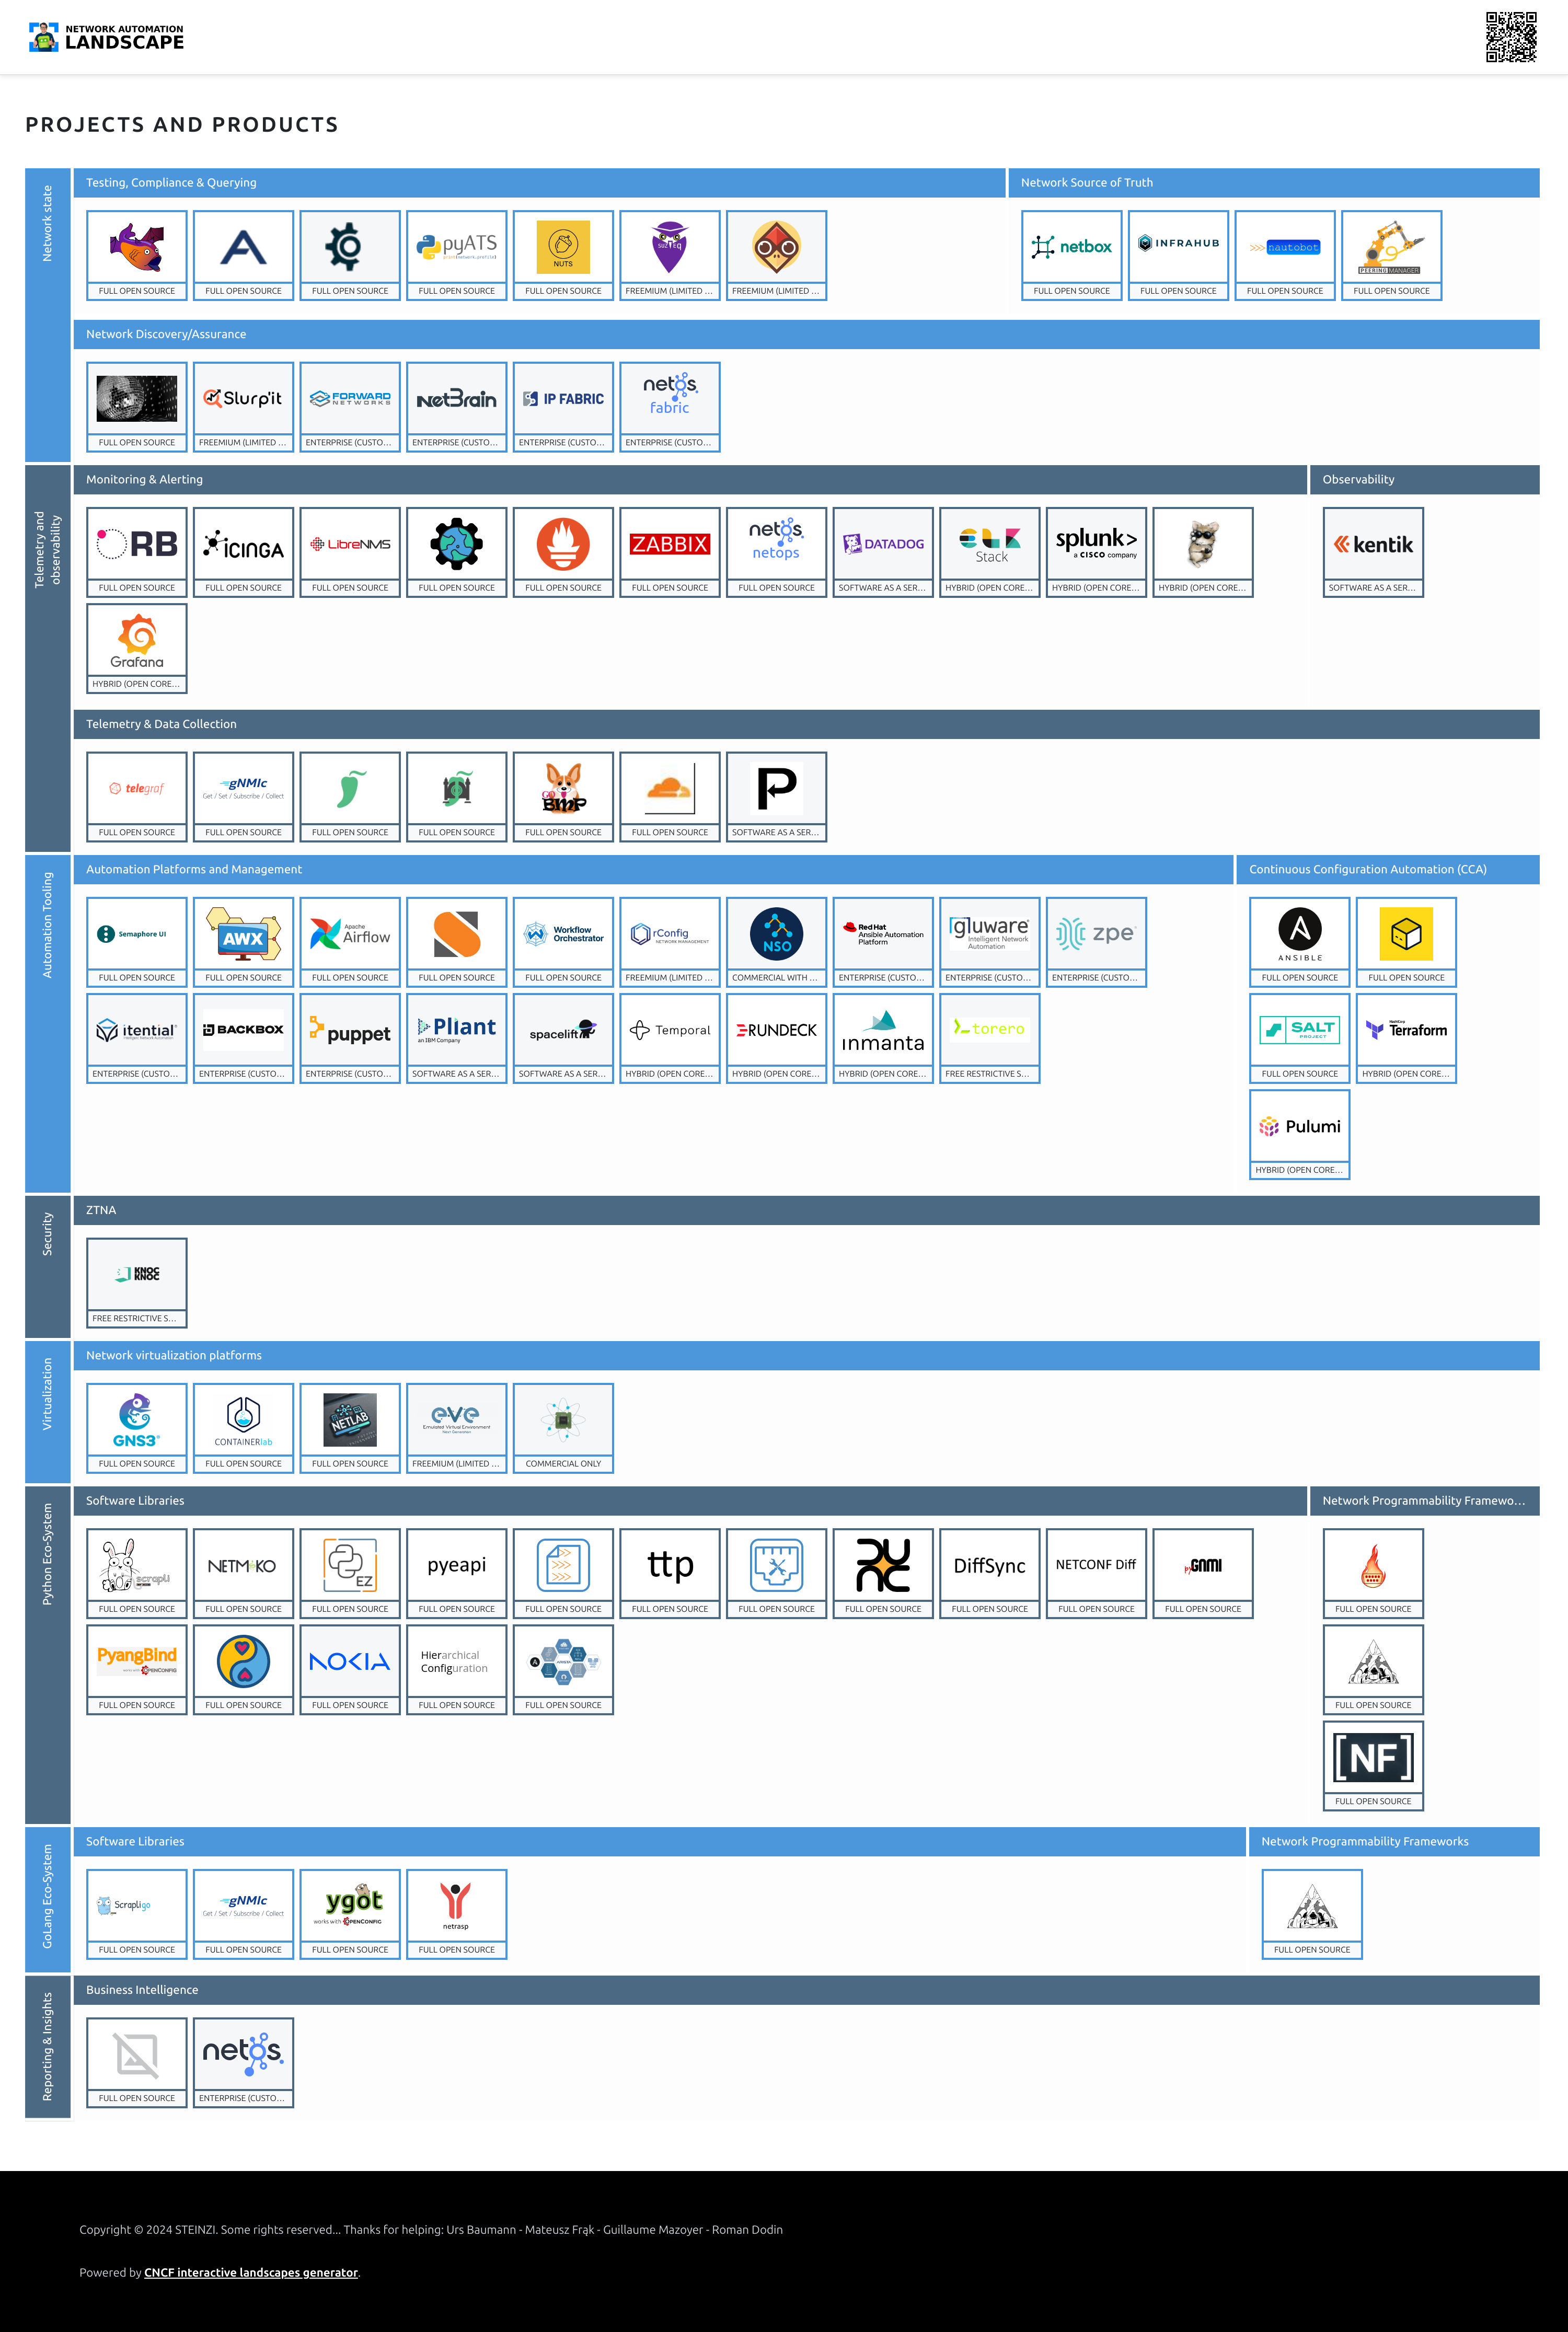 NETWORK AUTOMATION
LANDSCAPE
PROJECTS AND PRODUCTS
Network state
Testing, Compliance & Querying
pyATS
NUTS
SUZIEQ
FULL OPEN SOURCE
FULL OPEN SOURCE
FULL OPEN SOURCE
FULL OPEN SOURCE
FULL OPEN SOURCE
FREEMIUM (LIMITED ...
FREEMIUM (LIMITED ...
Network Source of Truth
netbox
INFRAHUB
>>>nautobot
PEERING MANAGER
FULL OPEN SOURCE
FULL OPEN SOURCE
FULL OPEN SOURCE
FULL OPEN SOURCE
Network Discovery/Assurance
Slurp'it
FORWARD
NETWORKS
NetBrain
IP FABRIC
netos
fabric
FULL OPEN SOURCE
FREEMIUM (LIMITED ...
ENTERPRISE (CUSTO...
ENTERPRISE (CUSTO...
ENTERPRISE (CUSTO...
ENTERPRISE (CUSTO...
Telemetry and
observability
Monitoring & Alerting
ORB
ICINGA
LibreNMS
ZABBIX
netos
netops
DATADOG
ELK
Stack
splunk>
a CISCO company
FULL OPEN SOURCE
FULL OPEN SOURCE
FULL OPEN SOURCE
FULL OPEN SOURCE
FULL OPEN SOURCE
FULL OPEN SOURCE
FULL OPEN SOURCE
SOFTWARE AS A SER...
HYBRID (OPEN CORE...
HYBRID (OPEN CORE...
HYBRID (OPEN CORE...
Grafana
HYBRID (OPEN CORE...
Observability
kentik
SOFTWARE AS A SER...
Telemetry & Data Collection
telegraf
gNMIc
Get / Set / Subscribe / Collect
GO
BMP
P
FULL OPEN SOURCE
FULL OPEN SOURCE
FULL OPEN SOURCE
FULL OPEN SOURCE
FULL OPEN SOURCE
FULL OPEN SOURCE
SOFTWARE AS A SER...
Automation Tooling
Automation Platforms and Management
Semaphore UI
AWX
Apache
Airflow
Workflow
Orchestrator
rConfig
NETWORK MANAGEMENT
NSO
Red Hat
Ansible Automation
Platform
gluware
Intelligent Network
Automation
zpe
FULL OPEN SOURCE
FULL OPEN SOURCE
FULL OPEN SOURCE
FULL OPEN SOURCE
FULL OPEN SOURCE
FREEMIUM (LIMITED ...
COMMERCIAL WITH ...
ENTERPRISE (CUSTO...
ENTERPRISE (CUSTO...
ENTERPRISE (CUSTO...
itential
Intelligent Network Automation
BACKBOX
puppet
Pliant
an IBM Company
spacelift
Temporal
RUNDECK
inmanta
torero
ENTERPRISE (CUSTO...
ENTERPRISE (CUSTO...
ENTERPRISE (CUSTO...
SOFTWARE AS A SER...
SOFTWARE AS A SER...
HYBRID (OPEN CORE...
HYBRID (OPEN CORE...
HYBRID (OPEN CORE...
FREE RESTRICTIVE S...
Continuous Configuration Automation (CCA)
ANSIBLE
FULL OPEN SOURCE
FULL OPEN SOURCE
SALT
PROJECT
HashiCorp
Terraform
FULL OPEN SOURCE
HYBRID (OPEN CORE...
Pulumi
HYBRID (OPEN CORE...
Security
ZTNA
KNOC
KNOC
FREE RESTRICTIVE S...
Virtualization
Network virtualization platforms
GNS3
CONTAINERlab
NETLAB
eve
Emulated Virtual Environment
Next Generation
FULL OPEN SOURCE
FULL OPEN SOURCE
FULL OPEN SOURCE
FREEMIUM (LIMITED ...
COMMERCIAL ONLY
Python Eco-System
Software Libraries
scrapli
NETMIKO
EZ
pyeapi
ttp
DiffSync
NETCONF Diff
pyGNMI
FULL OPEN SOURCE
FULL OPEN SOURCE
FULL OPEN SOURCE
FULL OPEN SOURCE
FULL OPEN SOURCE
FULL OPEN SOURCE
FULL OPEN SOURCE
FULL OPEN SOURCE
FULL OPEN SOURCE
FULL OPEN SOURCE
FULL OPEN SOURCE
PyangBind
works with OPENCONFIG
NOKIA
Hierarchical
Configuration
FULL OPEN SOURCE
FULL OPEN SOURCE
FULL OPEN SOURCE
FULL OPEN SOURCE
FULL OPEN SOURCE
Network Programmability Framewo...
FULL OPEN SOURCE
FULL OPEN SOURCE
[NF]
FULL OPEN SOURCE
GoLang Eco-System
Software Libraries
Scrapligo
gNMIc
Get / Set / Subscribe / Collect
ygot
works with OPENCONFIG
netrasp
FULL OPEN SOURCE
FULL OPEN SOURCE
FULL OPEN SOURCE
FULL OPEN SOURCE
Network Programmability Frameworks
FULL OPEN SOURCE
Reporting & Insights
Business Intelligence
netos
FULL OPEN SOURCE
ENTERPRISE (CUSTO...
Copyright © 2024 STEINZI. Some rights reserved... Thanks for helping: Urs Baumann - Mateusz Frąk - Guillaume Mazoyer - Roman Dodin
Powered by CNCF interactive landscapes generator.